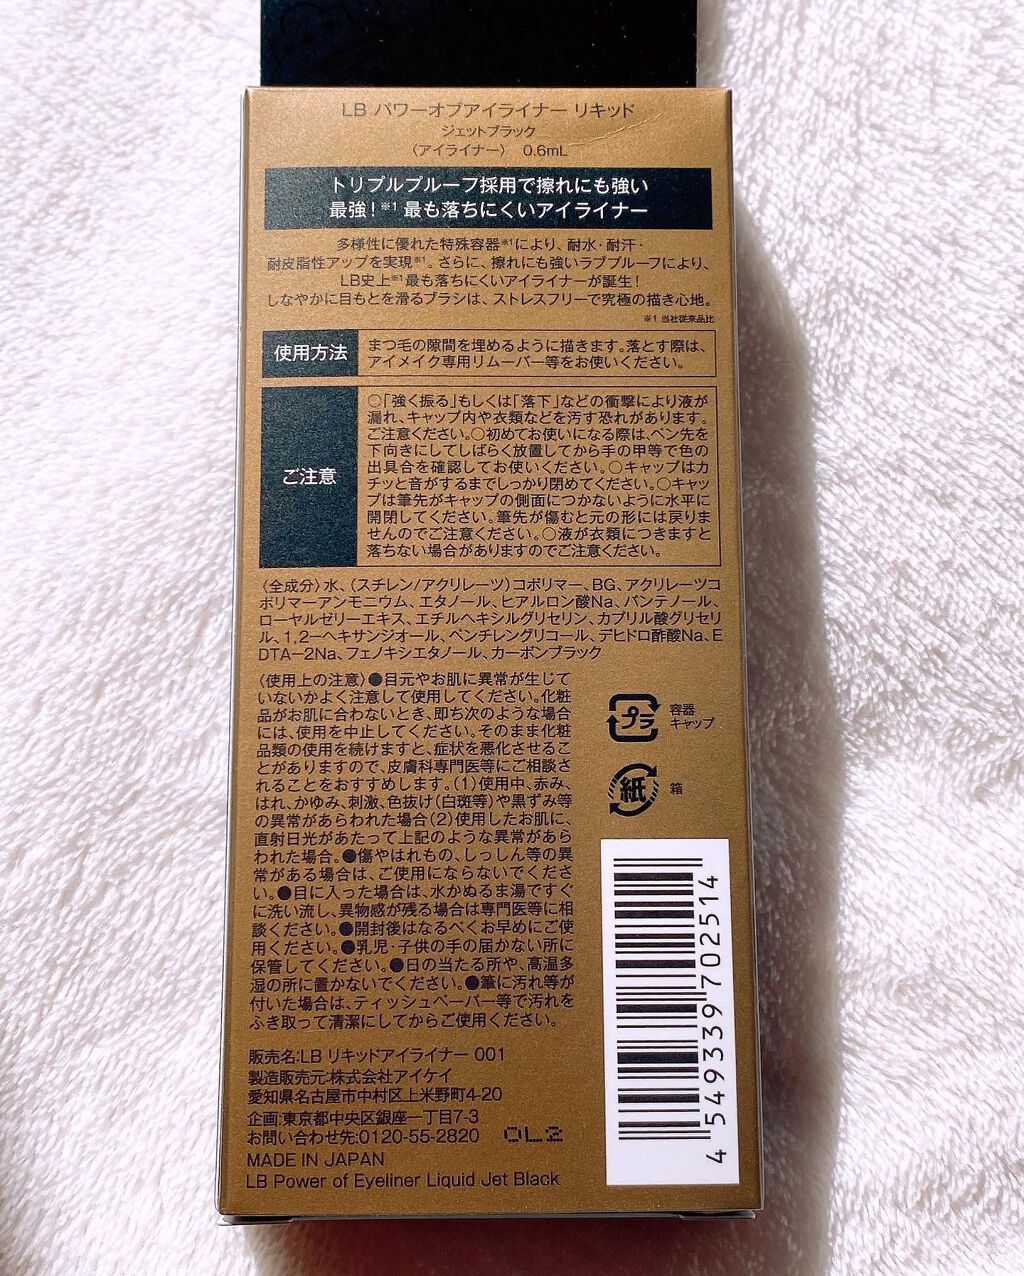 LB パワーオブアイライナー リキッド
ジェットブラック
〈アイライナー〉 0.6mL
トリプルプルーフ採用で擦れにも強い
最強！※1 最も落ちにくいアイライナー
多様性に優れた特殊容器※1により、耐水・耐汗・
耐皮脂性アップを実現※1。さらに、擦れにも強いラブプルーフにより、
LB史上※1最も落ちにくいアイライナーが誕生！
しなやかに目もとを滑るブラシは、ストレスフリーで究極の描き心地。
※1 当社従来品比
使用方法
まつ毛の隙間を埋めるように描きます。落とす際は、
アイメイク専用リムーバー等をお使いください。
ご注意
○「強く振る」もしくは「落下」などの衝撃により液が
漏れ、キャップ内や衣類などを汚す恐れがあります。
ご注意ください。○初めてお使いになる際は、ペン先を
下向きにしてしばらく放置してから手の甲等で色の
出具合を確認してお使いください。○キャップはカ
チッと音がするまでしっかり閉めてください。○キャッ
プは筆先がキャップの側面につかないように水平に
開閉してください。筆先が傷むと元の形には戻りま
せんのでご注意ください。○液が衣類につきますと
落ちない場合がありますのでご注意ください。
〈全成分〉水、（スチレン/アクリレーツ）コポリマー、BG、アクリレーツコ
ポリマーアンモニウム、エタノール、ヒアルロン酸Na、パンテノール、
ローヤルゼリーエキス、エチルヘキシルグリセリン、カプリル酸グリセリ
ル、1,2-ヘキサンジオール、ペンチレングリコール、デヒドロ酢酸Na、E
DTA-2Na、フェノキシエタノール、カーボンブラック
〈使用上の注意〉●目元やお肌に異常が生じて
いないかよく注意して使用してください。化粧
品がお肌に合わないとき、即ち次のような場合
には、使用を中止してください。そのまま化粧
品類の使用を続けますと、症状を悪化させるこ
とがありますので、皮膚科専門医等にご相談さ
れることをおすすめします。（1）使用中、赤み、
はれ、かゆみ、刺激、色抜け（白斑等）や黒ずみ等
の異常があらわれた場合（2）使用したお肌に、
直射日光があたって上記のような異常があら
われた場合。●傷やはれもの、しっしん等の異
常がある場合は、ご使用にならないでくださ
い。●目に入った場合は、水かぬるま湯ですぐ
に洗い流し、異物感が残る場合は専門医等に相
談ください。●開封後はなるべくお早めにご使
用ください。●乳児・子供の手の届かない所に
保管してください。●日の当たる所や、高温多
湿の所に置かないでください。●筆に汚れ等が
付いた場合は、ティッシュペーパー等で汚れを
ふき取って清潔にしてからご使用ください。
プラ
容器
キャップ
紙
箱
4 549339 702514
販売名:LB リキッドアイライナー 001
製造販売元:株式会社アイケイ
愛知県名古屋市中村区上米野町4-20
企画:東京都中央区銀座一丁目7-3
お問い合わせ先:0120-55-2820
OL2
MADE IN JAPAN
LB Power of Eyeliner Liquid Jet Black